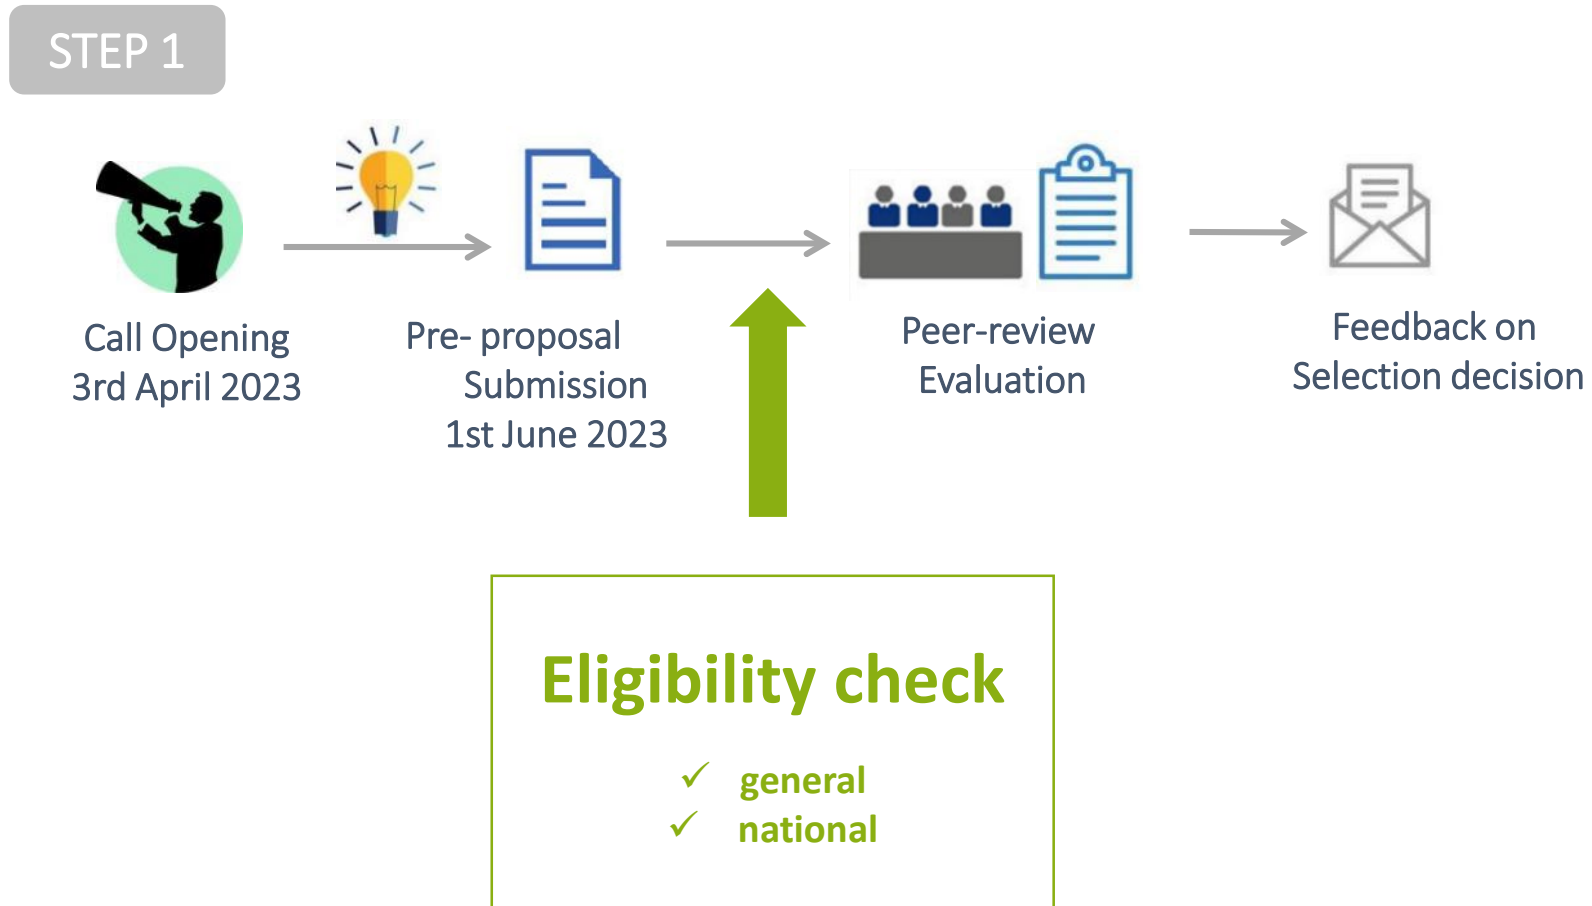 STEP 1
Call Opening
3rd April 2023
Pre- proposal
Submission
1st June 2023
Peer-review
Evaluation
Feedback on
Selection decision
Eligibility check
✓ general
✓ national